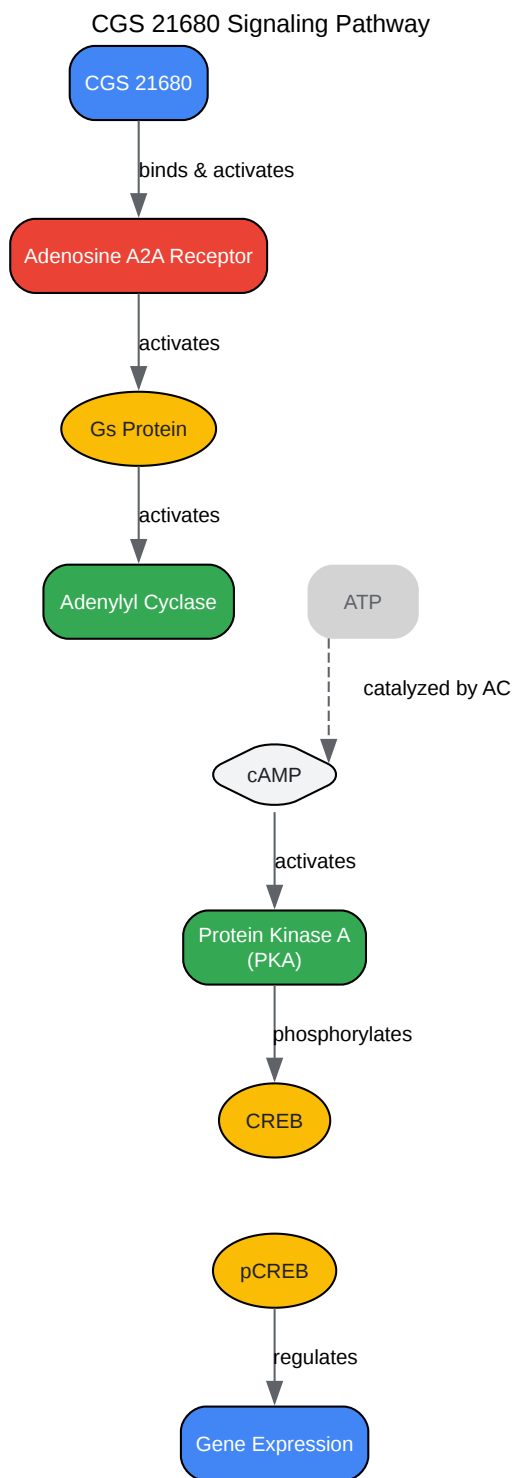 CGS 21680 Signaling Pathway
CGS 21680
binds & activates
Adenosine A2A Receptor
activates
Gs Protein
activates
Adenylyl Cyclase
ATP
catalyzed by AC
cAMP
activates
Protein Kinase A
(PKA)
phosphorylates
CREB
pCREB
regulates
Gene Expression